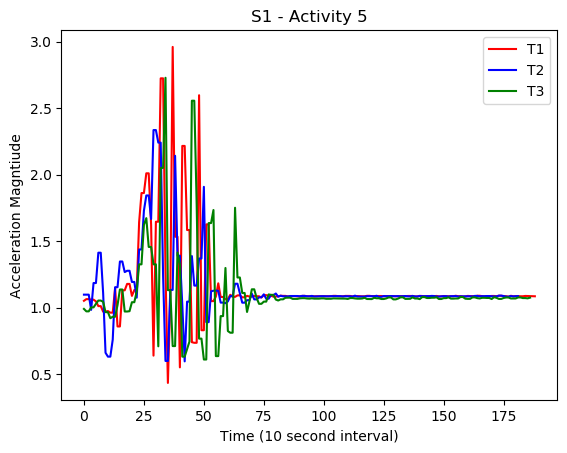 S1 - Activity 5
T1
T2
T3
3.0
2.5
2.0
1.5
1.0
0.5
Acceleration Magntiude
0 25 50 75 100 125 150 175
Time (10 second interval)